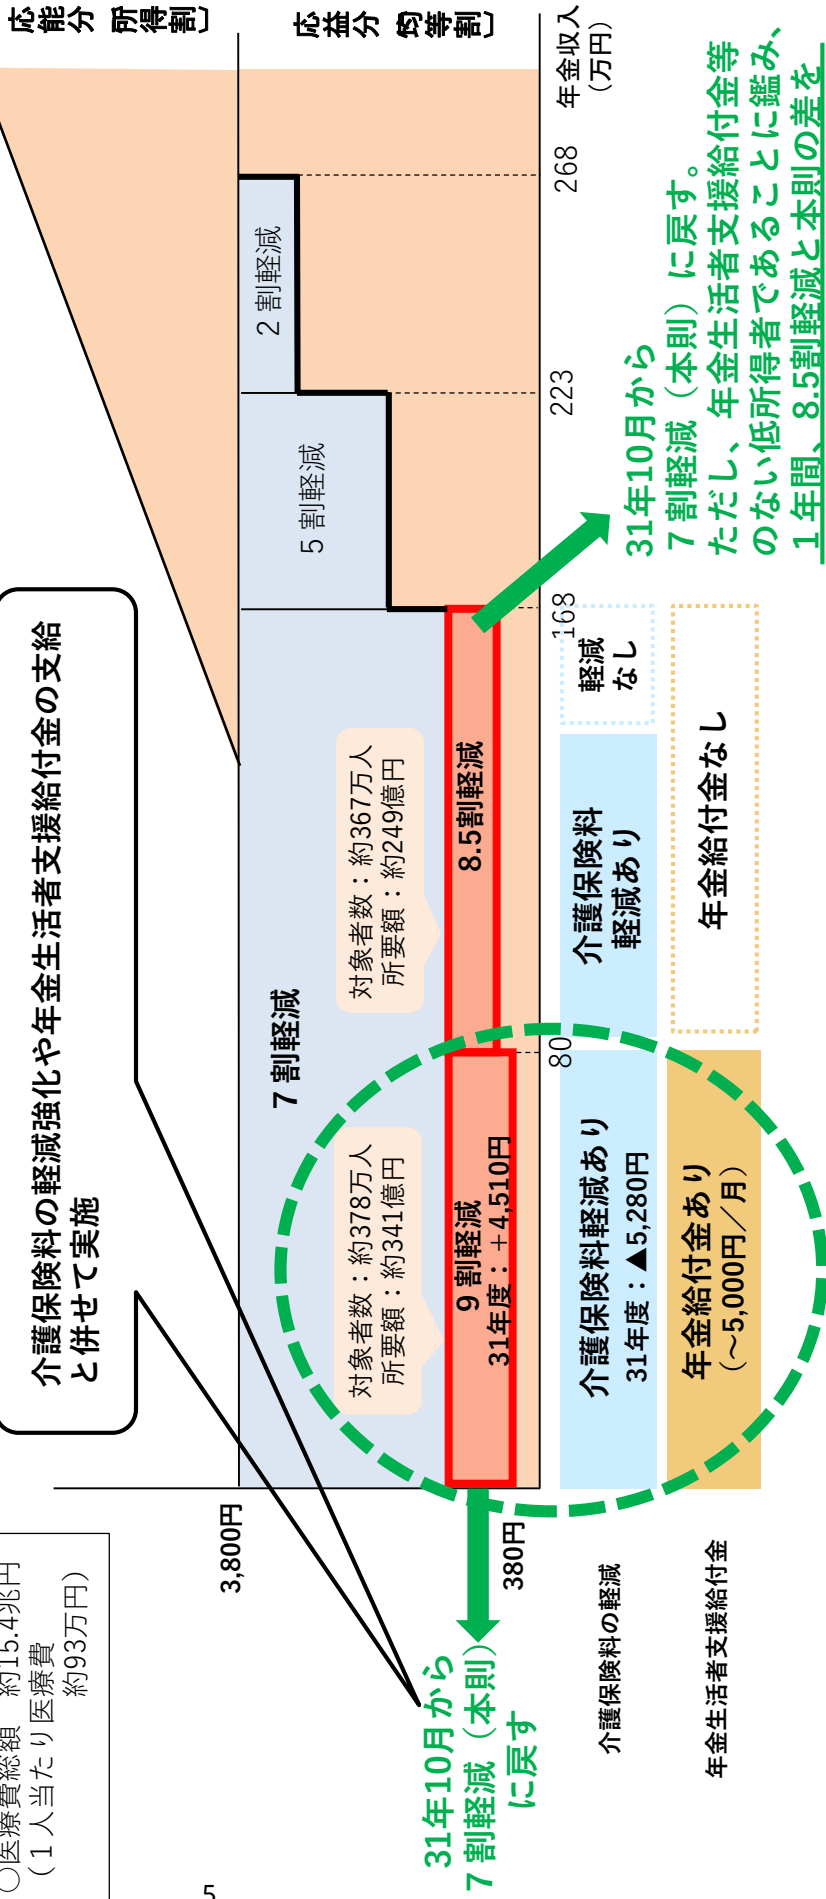 ○医療費総額　約15.4兆円
（１人当たり医療費
約93万円）
介護保険料の軽減強化や年金生活者支援給付金の支給
と併せて実施
応能分　所得割〕
応益分　均等割〕
3,800円
380円
７割軽減
５割軽減
２割軽減
対象者数：約378万人
所要額：約341億円
対象者数：約367万人
所要額：約249億円
９割軽減
31年度：＋4,510円
8.5割軽減
80
168
223
268
年金収入
（万円）
31年10月から
７割軽減（本則）
に戻す
介護保険料の軽減
介護保険料軽減あり
31年度：▲5,280円
介護保険料
軽減あり
軽減
なし
年金生活者支援給付金
年金給付金あり
（～5,000円／月）
年金給付金なし
31年10月から
７割軽減（本則）に戻す。
ただし、年金生活者支援給付金等
のない低所得者であることに鑑み、
１年間、8.5割軽減と本則の差を
5